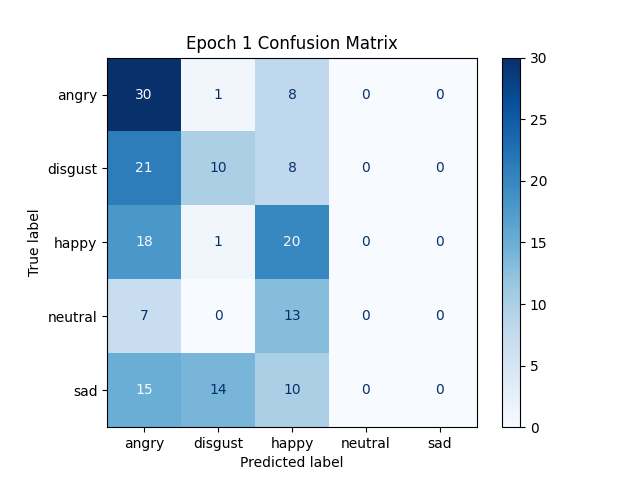 Epoch 1 Confusion Matrix
angry 30 1 8 0 0
disgust 21 10 8 0 0
happy 18 1 20 0 0
neutral 7 0 13 0 0
sad 15 14 10 0 0
angry disgust happy neutral sad
Predicted label
True label
30
25
20
15
10
5
0